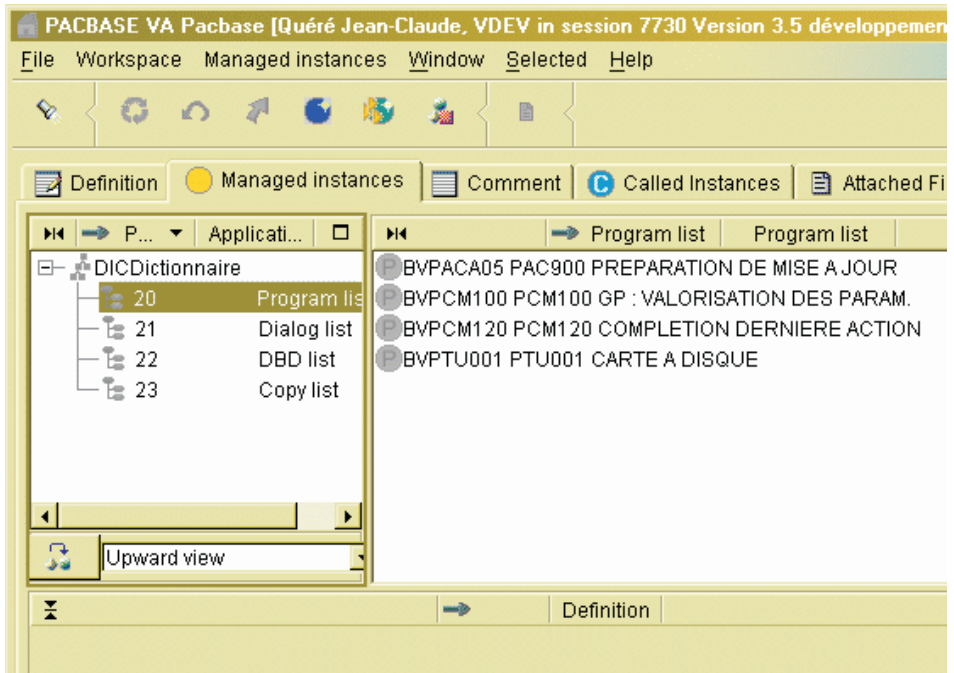 PACBASE VA Pacbase [Quéré Jean-Claude, VDEV in session 7730 Version 3.5 développemen
File Workspace Managed instances Window Selected Help
Definition Managed instances Comment Called Instances Attached Fi
P... Applicati... Program list Program list
DICDictionnaire
20 Program lis
21 Dialog list
22 DBD list
23 Copy list
BVPACA05 PAC900 PREPARATION DE MISE A JOUR
BVPCM100 PCM100 GP : VALORISATION DES PARAM.
BVPCM120 PCM120 COMPLETION DERNIERE ACTION
BVPTU001 PTU001 CARTE A DISQUE
Upward view
Definition